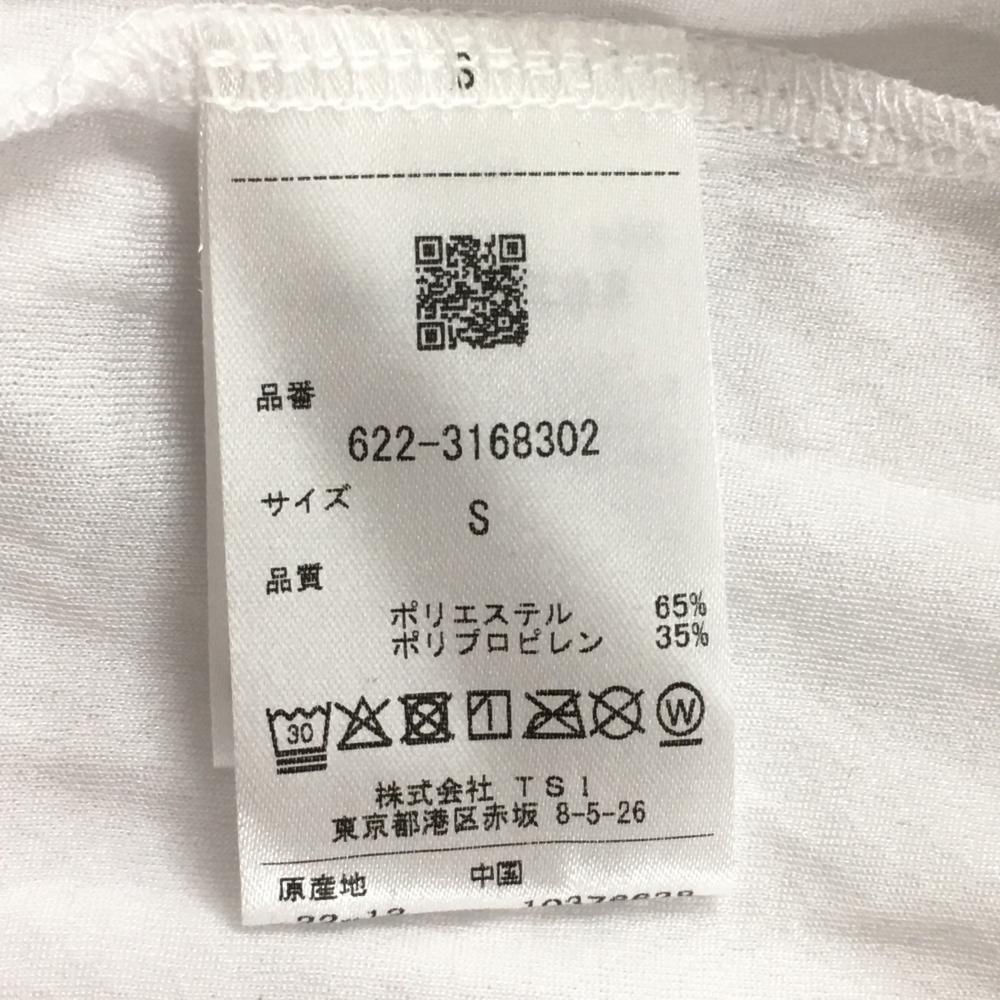 S
品番
622-3168302
サイズ
S
品質
ポリエステル 65%
ポリプロピレン 35%
30 W
株式会社 TSI
東京都港区赤坂 8-5-26
原産地 中国